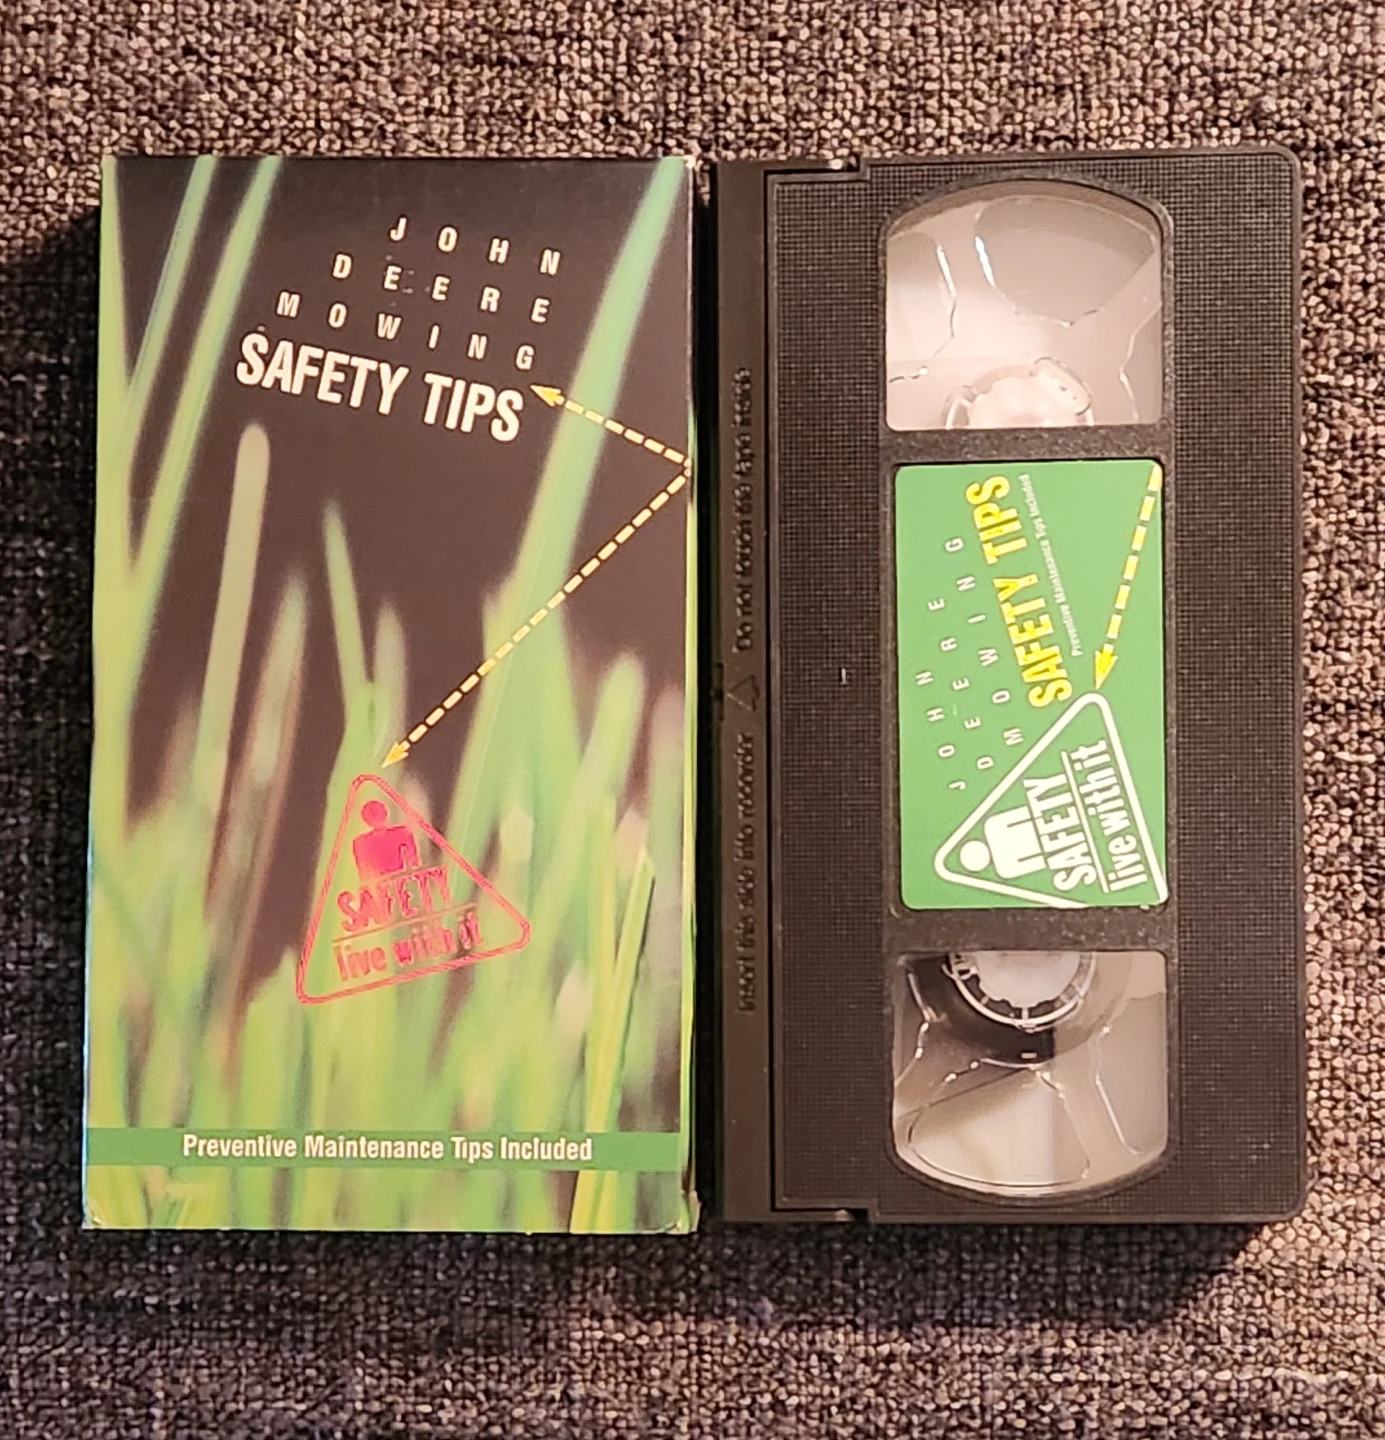 JOHN
DEERE
MOWING
SAFETY TIPS
SAFETY
live with it
Preventive Maintenance Tips Included
Insert this side into recorder
Do not touch the tape inside
JOHN
DEERE
MOWING
SAFETY TIPS
Preventive Maintenance Tips Included
SAFETY
live with it